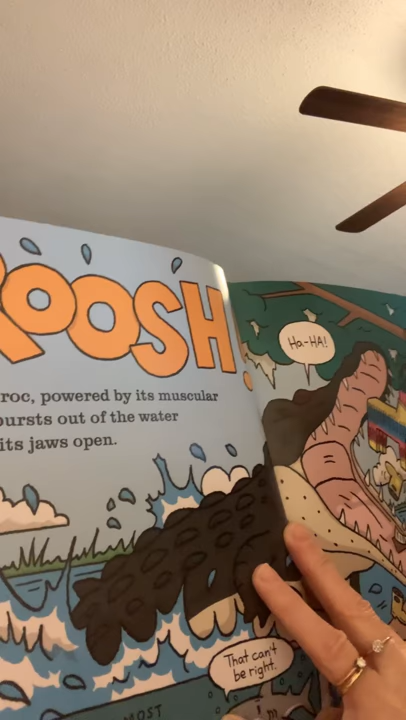 ROOSH
roc, powered by its muscular
bursts out of the water
its jaws open.
Ha-HA!
That can't
be right.
MOST
I'm